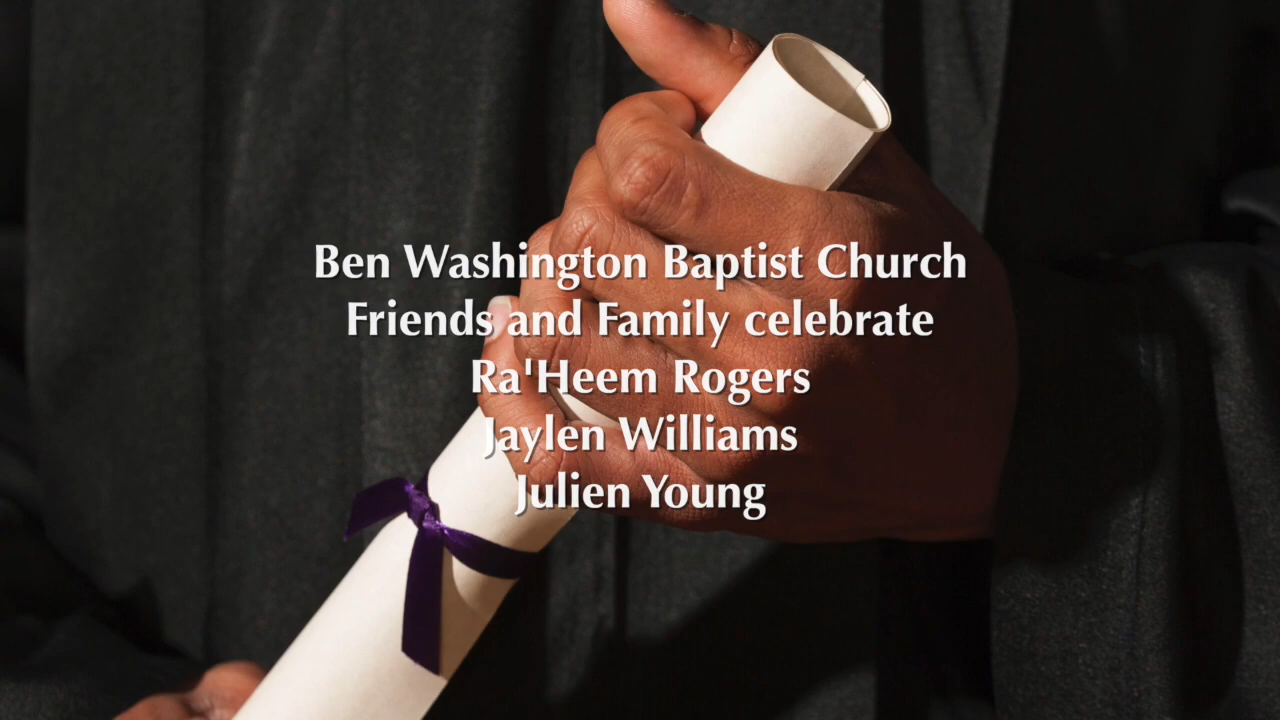 Ben Washington Baptist Church
Friends and Family celebrate
Ra'Heem Rogers
Jaylen Williams
Julien Young